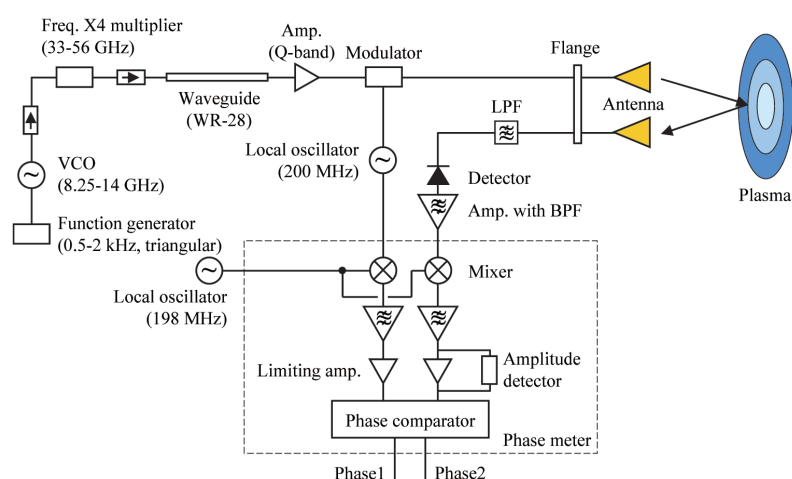 Freq. X4 multiplier
(33-56 GHz)
Amp.
(Q-band)
Modulator
Flange
Waveguide
(WR-28)
LPF
Antenna
Plasma
VCO
(8.25-14 GHz)
Local oscillator
(200 MHz)
Detector
Amp. with BPF
Function generator
(0.5-2 kHz, triangular)
Local oscillator
(198 MHz)
Mixer
Limiting amp.
Amplitude
detector
Phase comparator
Phase meter
Phase1
Phase2